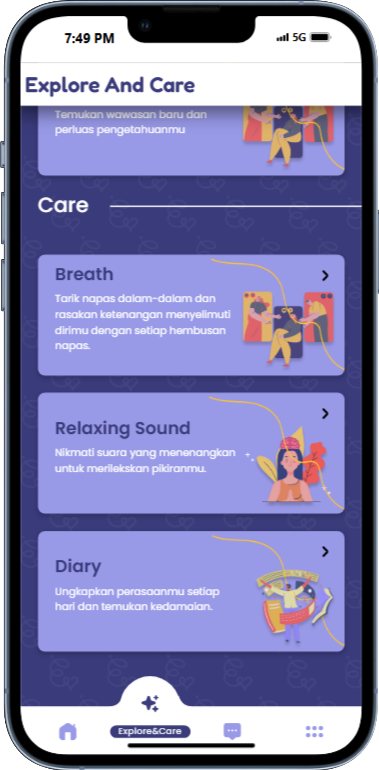 7:49 PM
5G
Explore And Care
Temukan wawasan baru dan
perluas pengetahuanmu
Care
Breath
Tarik napas dalam-dalam dan
rasakan ketenangan menyelimuti
dirimu dengan setiap hembusan
napas.
Relaxing Sound
Nikmati suara yang menenangkan
untuk merilekskan pikiranmu.
Diary
Ungkapkan perasaanmu setiap
hari dan temukan kedamaian.
Explore&Care